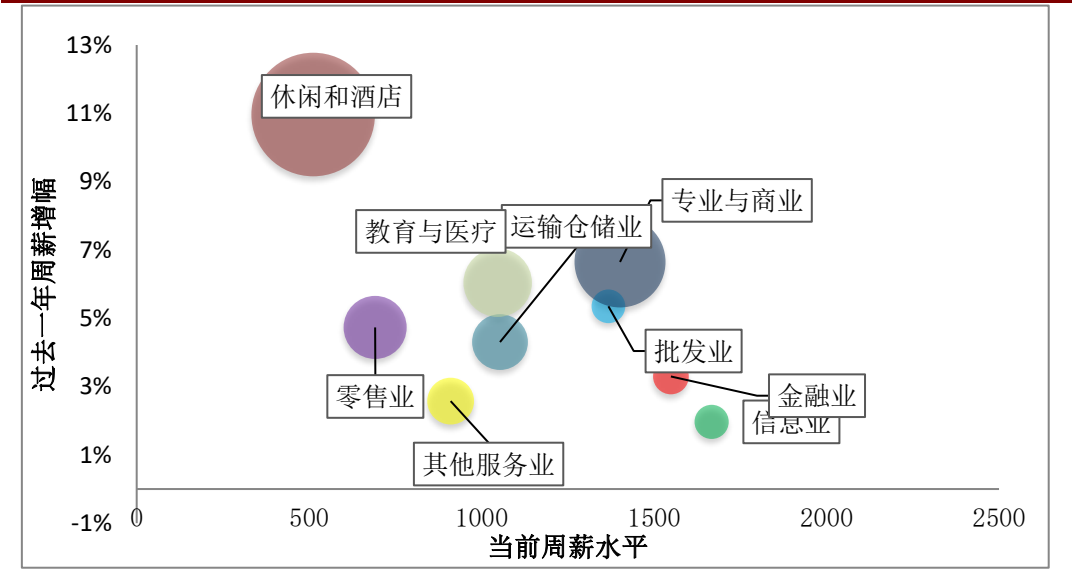 13%
11%
9%
7%
5%
3%
1%
-1%
过去一年周薪增幅
休闲和酒店
专业与商业
教育与医疗
运输仓储业
批发业
零售业
金融业
信息业
其他服务业
0
500
1000
1500
2000
2500
当前周薪水平